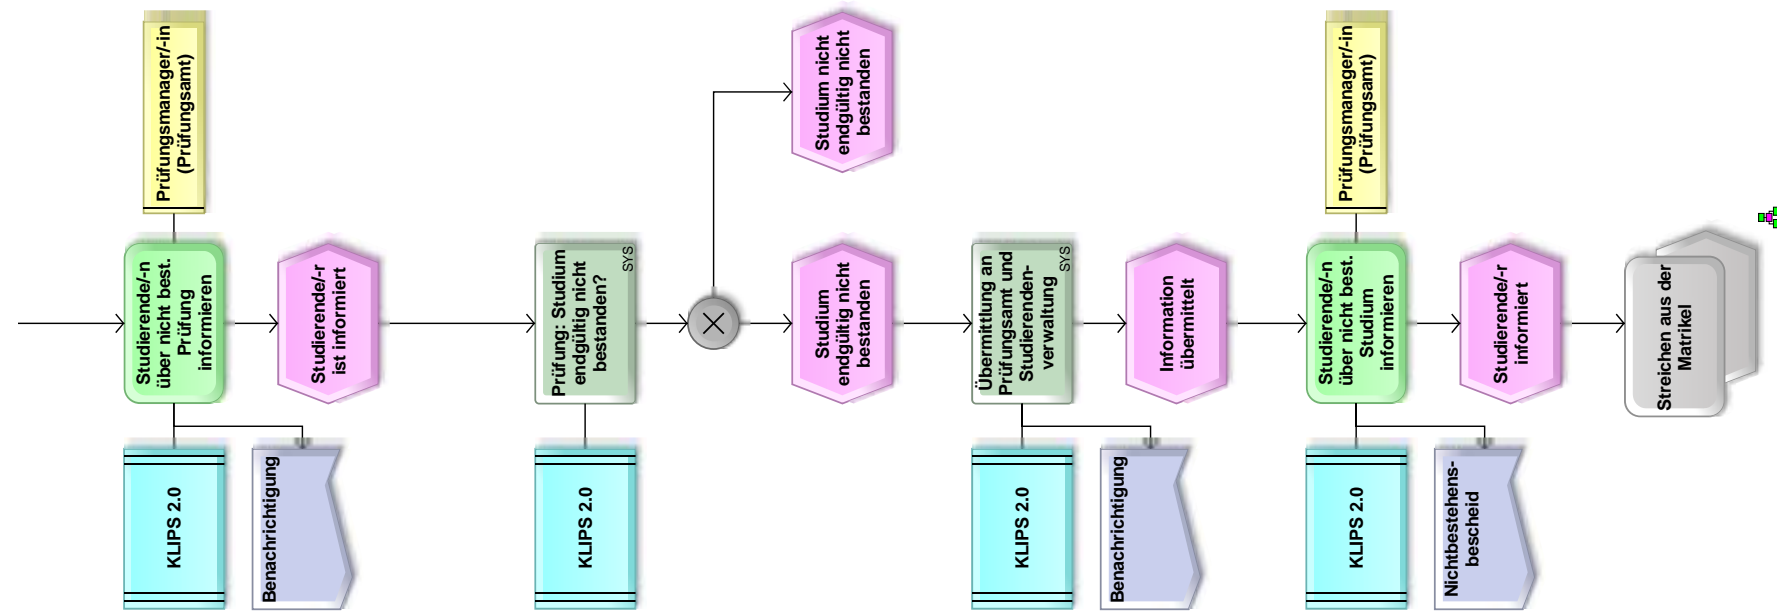 Prüfungsmanager/-in
(Prüfungsamt)
Studierende/-n
über nicht best.
Prüfung
informieren
KLIPS 2.0
Benachrichtigung
Studierende/-r
ist informiert
Prüfung: Studium
endgültig nicht
bestanden?
SYS
KLIPS 2.0
Studium nicht
endgültig nicht
bestanden
Studium
endgültig nicht
bestanden
Übermittlung an
Prüfungsamt und
Studierenden-
verwaltung
SYS
KLIPS 2.0
Benachrichtigung
Information
übermittelt
Prüfungsmanager/-in
(Prüfungsamt)
Studierende/-n
über nicht best.
Studium
informieren
KLIPS 2.0
Nichtbestehens-
bescheid
Studierende/-r
informiert
Streichen aus der
Matrikel